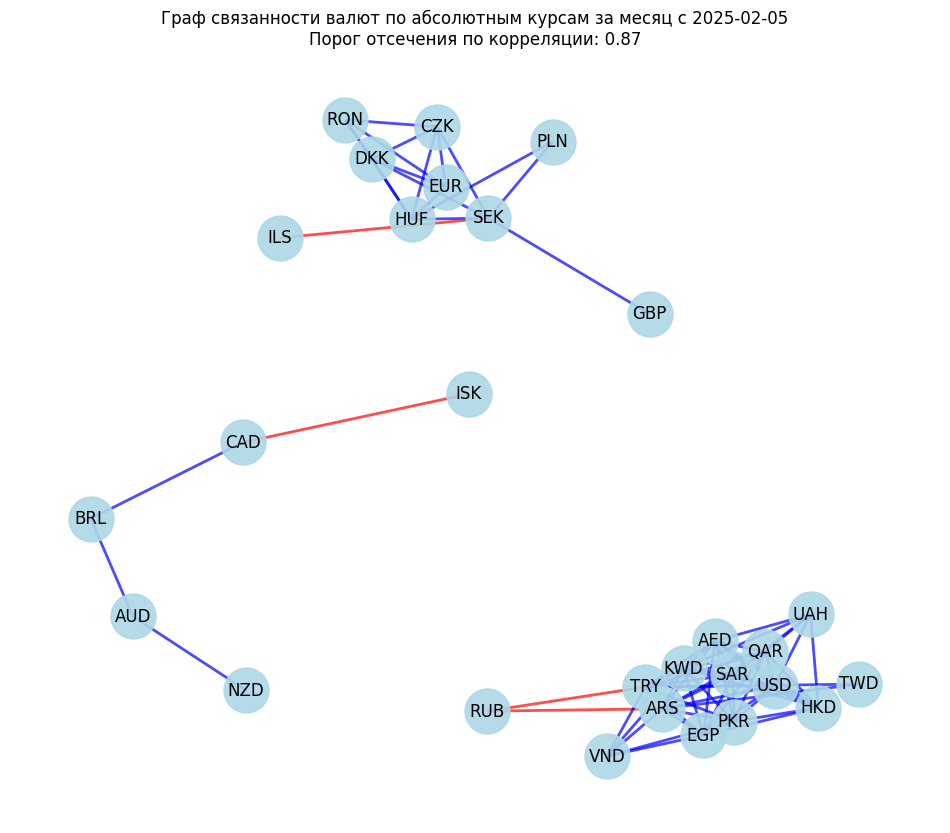 Граф связанности валют по абсолютным курсам за месяц с 2025-02-05
Порог отсечения по корреляции: 0.87
RON
CZK
PLN
DKK
EUR
HUF
SEK
ILS
GBP
ISK
CAD
BRL
AUD
NZD
UAH
AED
QAR
KWD
SAR
TRY
USD
TWD
RUB
ARS
HKD
PKR
EGP
VND